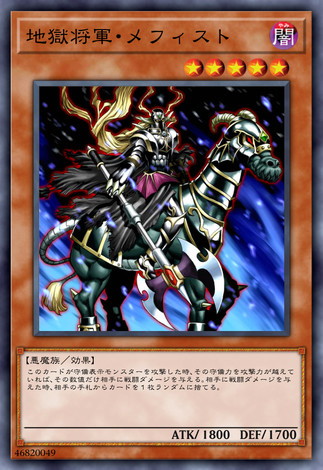 地獄将軍・メフィスト
やみ
闇
【悪魔族／効果】
このカードが守備表示モンスターを攻撃した時、その守備力を攻撃力が越えて
いれば、その数値だけ相手に戦闘ダメージを与える。相手に戦闘ダメージを与
えた時、相手の手札からカードを１枚ランダムに捨てる。
ATK/ 1800 DEF/ 1700
46820049